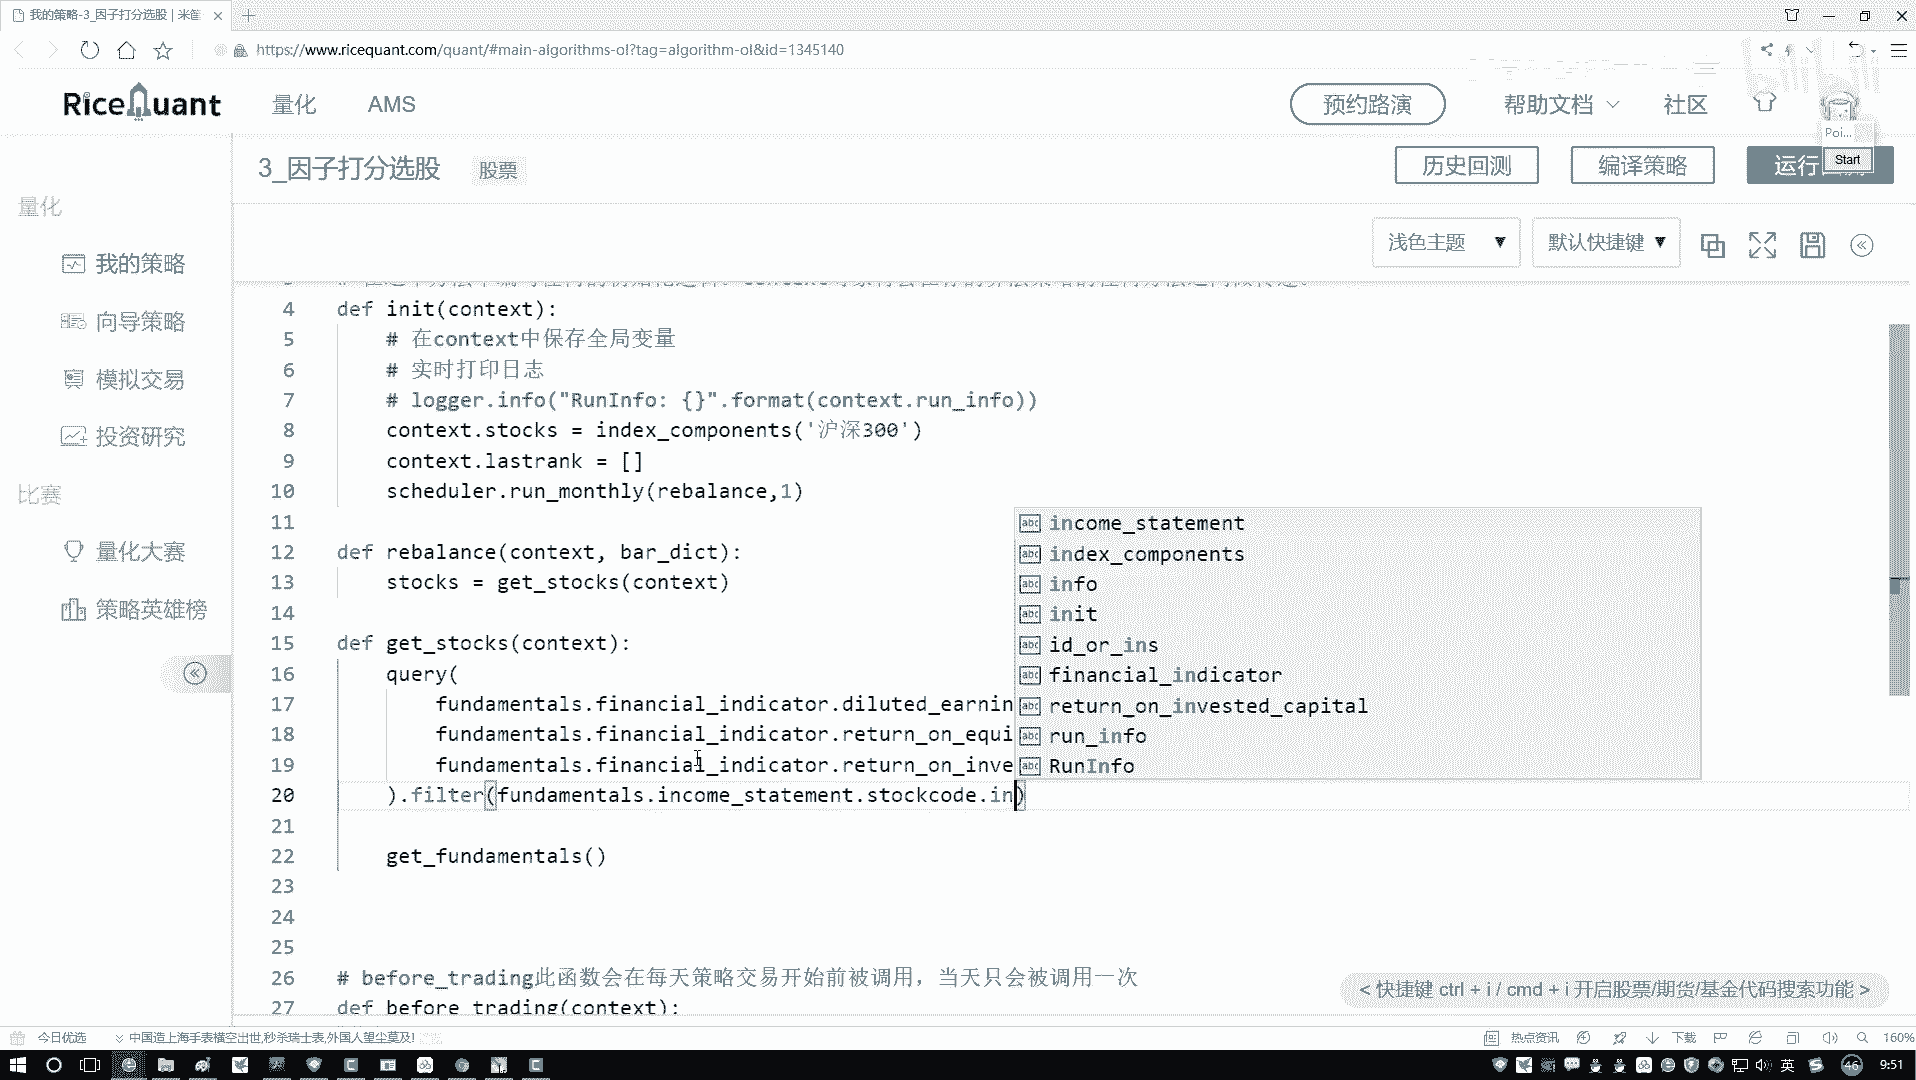 我的策略-3_因子打分选股 | 米筐
https://www.ricequant.com/quant/#main-algorithms-ol?tag=algorithm-ol&id=1345140
RiceQuant
量化
AMS
预约路演
帮助文档
社区
Poi...
Start
3_因子打分选股
股票
历史回测
编译策略
运行
浅色主题
默认快捷键
量化
我的策略
向导策略
模拟交易
投资研究
比赛
量化大赛
策略英雄榜
4 def init(context):
5 # 在context中保存全局变量
6 # 实时打印日志
7 # logger.info("RunInfo: {}".format(context.run_info))
8 context.stocks = index_components('沪深300')
9 context.lastrank = []
10 scheduler.run_monthly(rebalance,1)
11
12 def rebalance(context, bar_dict):
13 stocks = get_stocks(context)
14
15 def get_stocks(context):
16 query(
17 fundamentals.financial_indicator.diluted_earnin
18 fundamentals.financial_indicator.return_on_equi
19 fundamentals.financial_indicator.return_on_inve
20 ).filter(fundamentals.income_statement.stockcode.in)
21
22 get_fundamentals()
23
24
25
26 # before_trading此函数会在每天策略交易开始前被调用，当天只会被调用一次
27 def before_trading(context):
abc income_statement
abc index_components
abc info
abc init
abc id_or_ins
abc financial_indicator
abc return_on_invested_capital
abc run_info
abc RunInfo
< 快捷键 ctrl + i / cmd + i 开启股票/期货/基金代码搜索功能 >
今日优选
中国造上海手表横空出世,秒杀瑞士表,外国人望尘莫及!
热点资讯
下载
160%
英
46
9:51